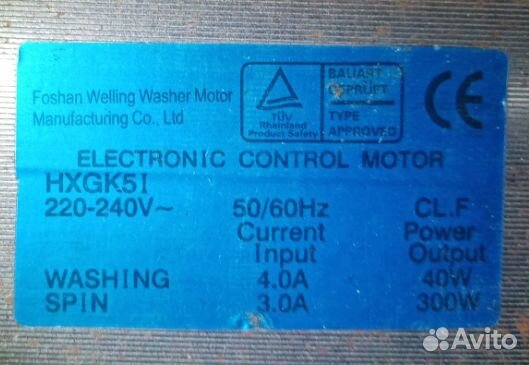 Foshan Welling Washer Motor
Manufacturing Co., Ltd
TÜV
Rheinland
Product Safety
BAUART
GEPRÜFT
TYPE
APPROVED
CE
ELECTRONIC CONTROL MOTOR
HXGK5I
220-240V~ 50/60Hz CL.F
Current Power
Input Output
WASHING 4.0A 40W
SPIN 3.0A 300W
Avito